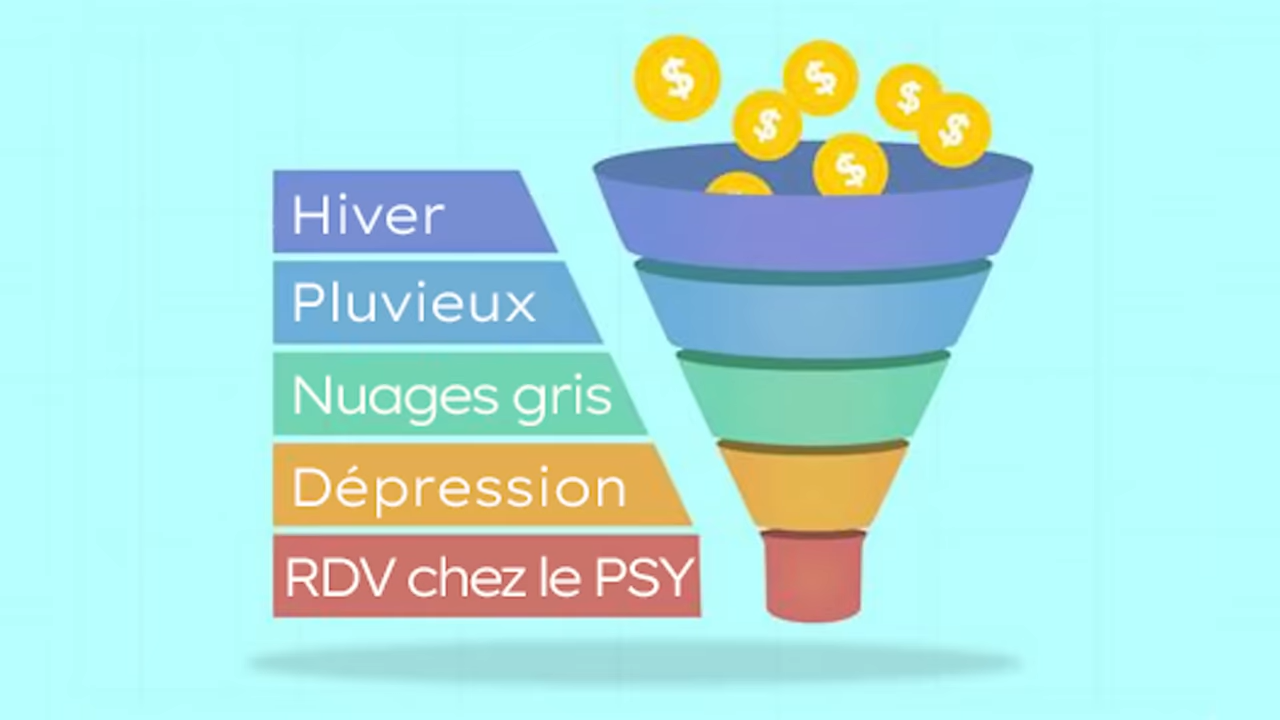 Hiver
Pluvieux
Nuages gris
Dépression
RDV chez le PSY